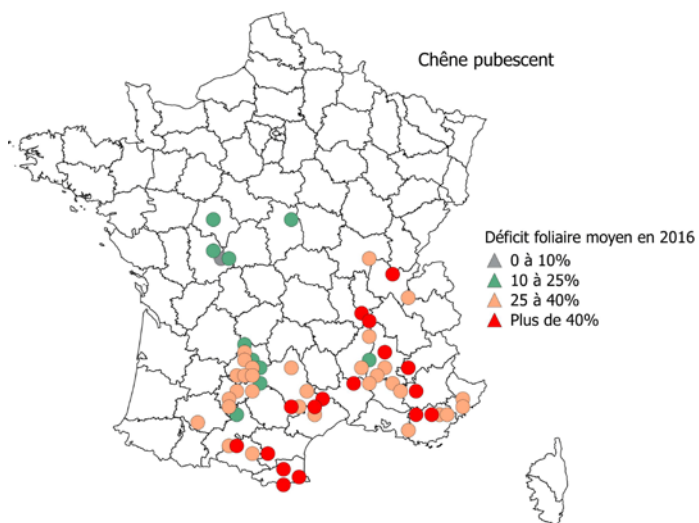 Chêne pubescent
Déficit foliaire moyen en 2016
0 à 10%
10 à 25%
25 à 40%
Plus de 40%